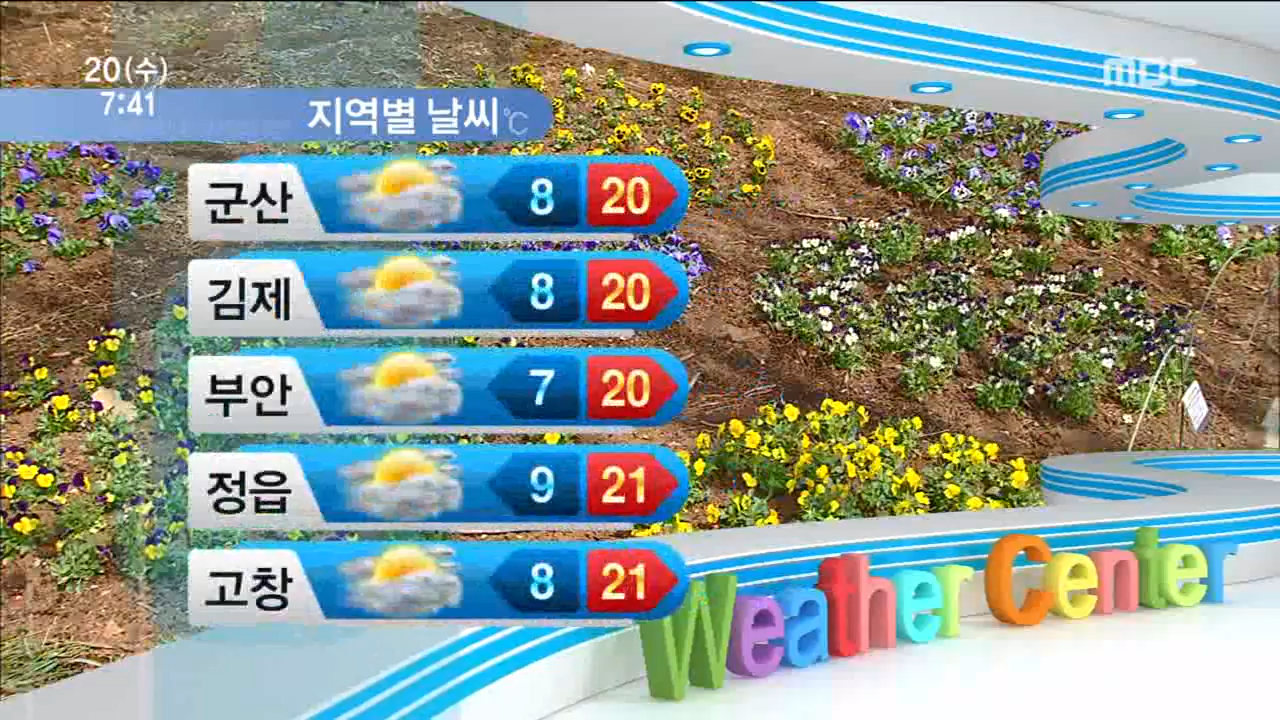 20(수)
7:41
지역별 날씨℃
MBC
군산 8 20
김제 8 20
부안 7 20
정읍 9 21
고창 8 21
Weather Center